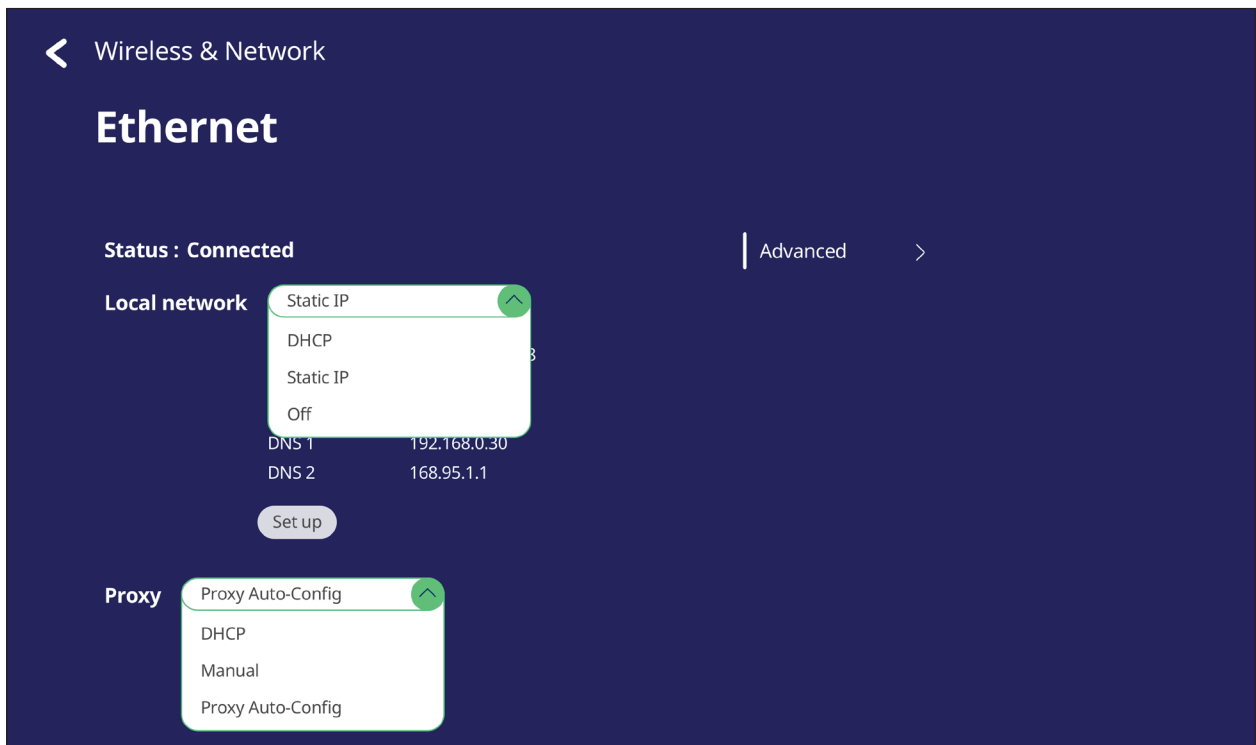 Wireless & Network
Ethernet
Status : Connected
Advanced
Local network
Static IP
DHCP
Static IP
Off
DNS 1 192.168.0.30
DNS 2 168.95.1.1
Set up
Proxy
Proxy Auto-Config
DHCP
Manual
Proxy Auto-Config